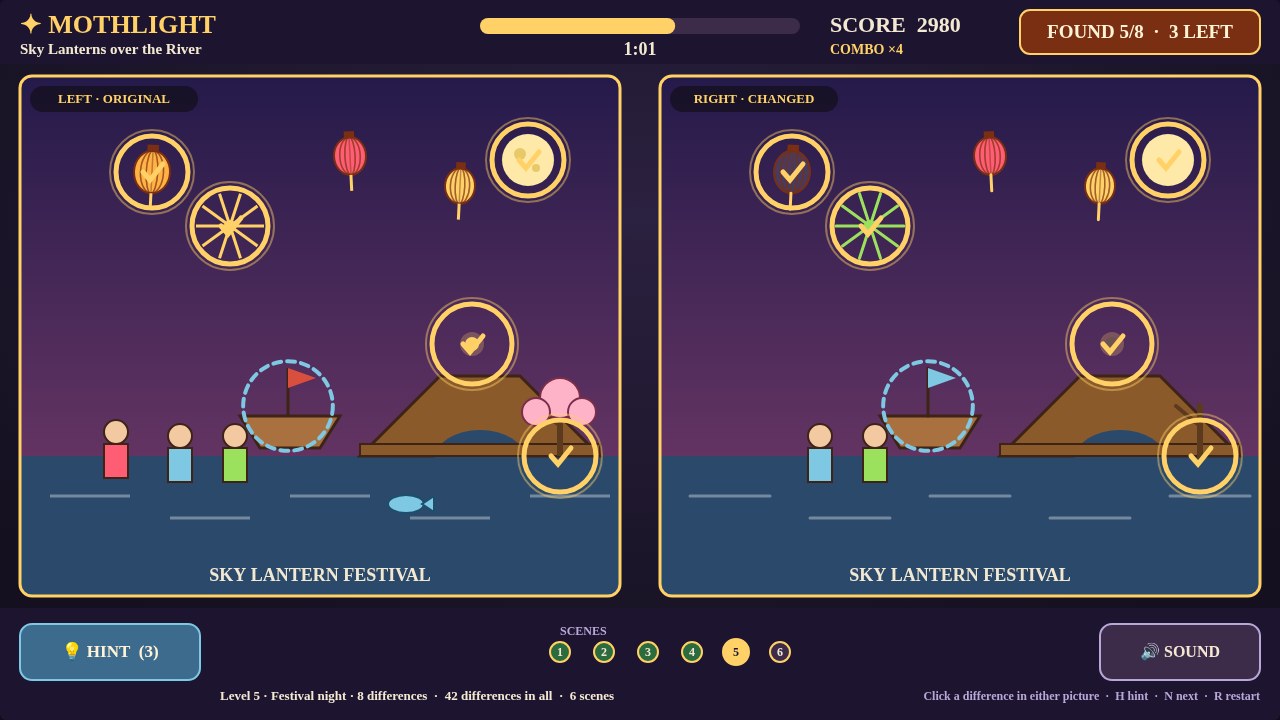 ✦ MOTHLIGHT
Sky Lanterns over the River
1:01
SCORE 2980
COMBO ×4
FOUND 5/8 · 3 LEFT
LEFT · ORIGINAL
RIGHT · CHANGED
SKY LANTERN FESTIVAL
SKY LANTERN FESTIVAL
💡 HINT (3)
SCENES
1 2 3 4 5 6
🔊 SOUND
Level 5 · Festival night · 8 differences · 42 differences in all · 6 scenes
Click a difference in either picture · H hint · N next · R restart